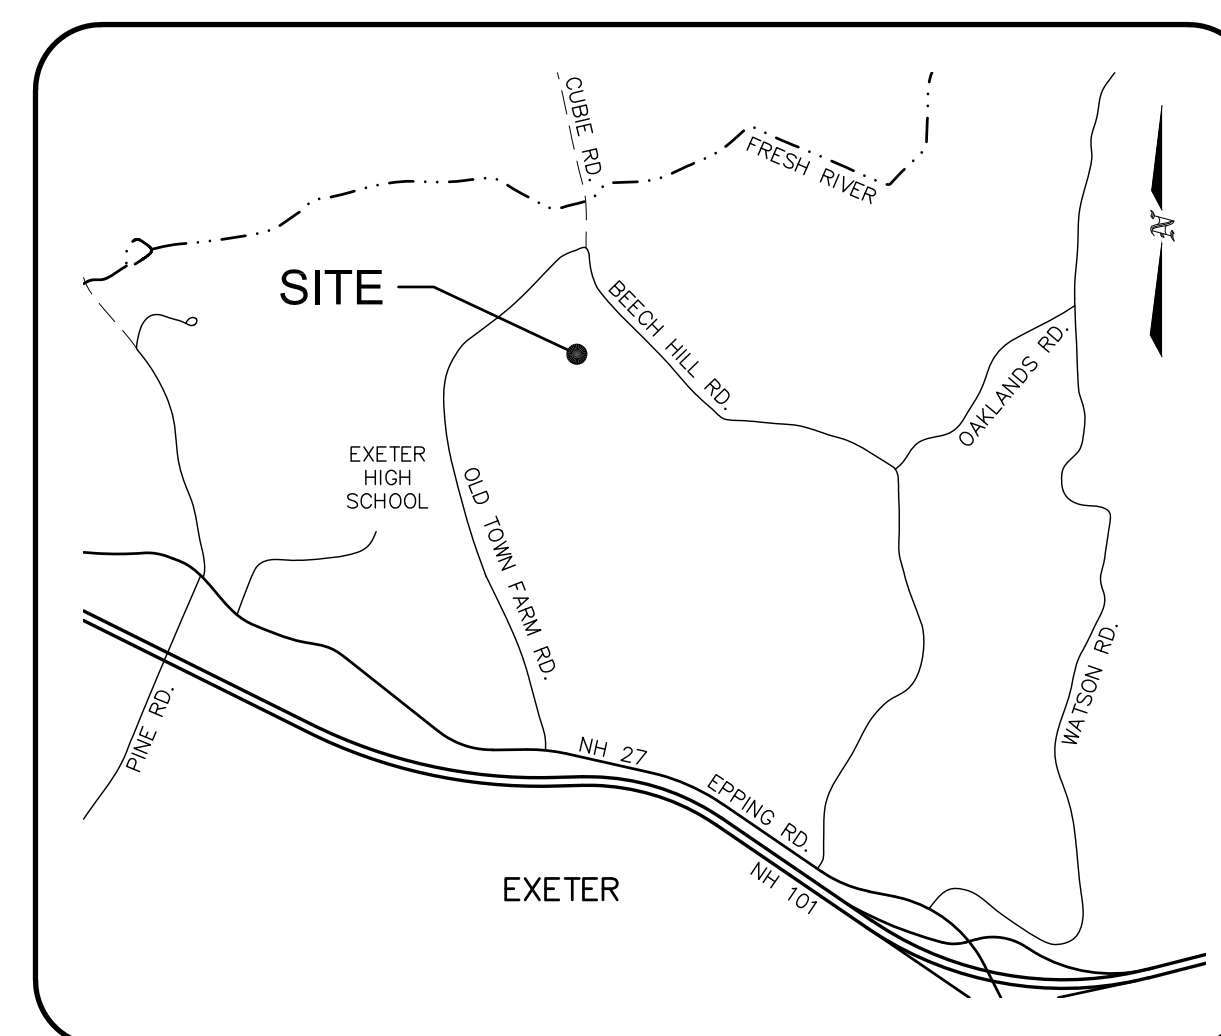 CUBIE RD.
FRESH RIVER
N
SITE
BEECH HILL RD.
OAKLANDS RD.
EXETER
HIGH
SCHOOL
OLD TOWN FARM RD.
WATSON RD.
PINE RD.
NH 27
EPPING RD.
NH 101
EXETER